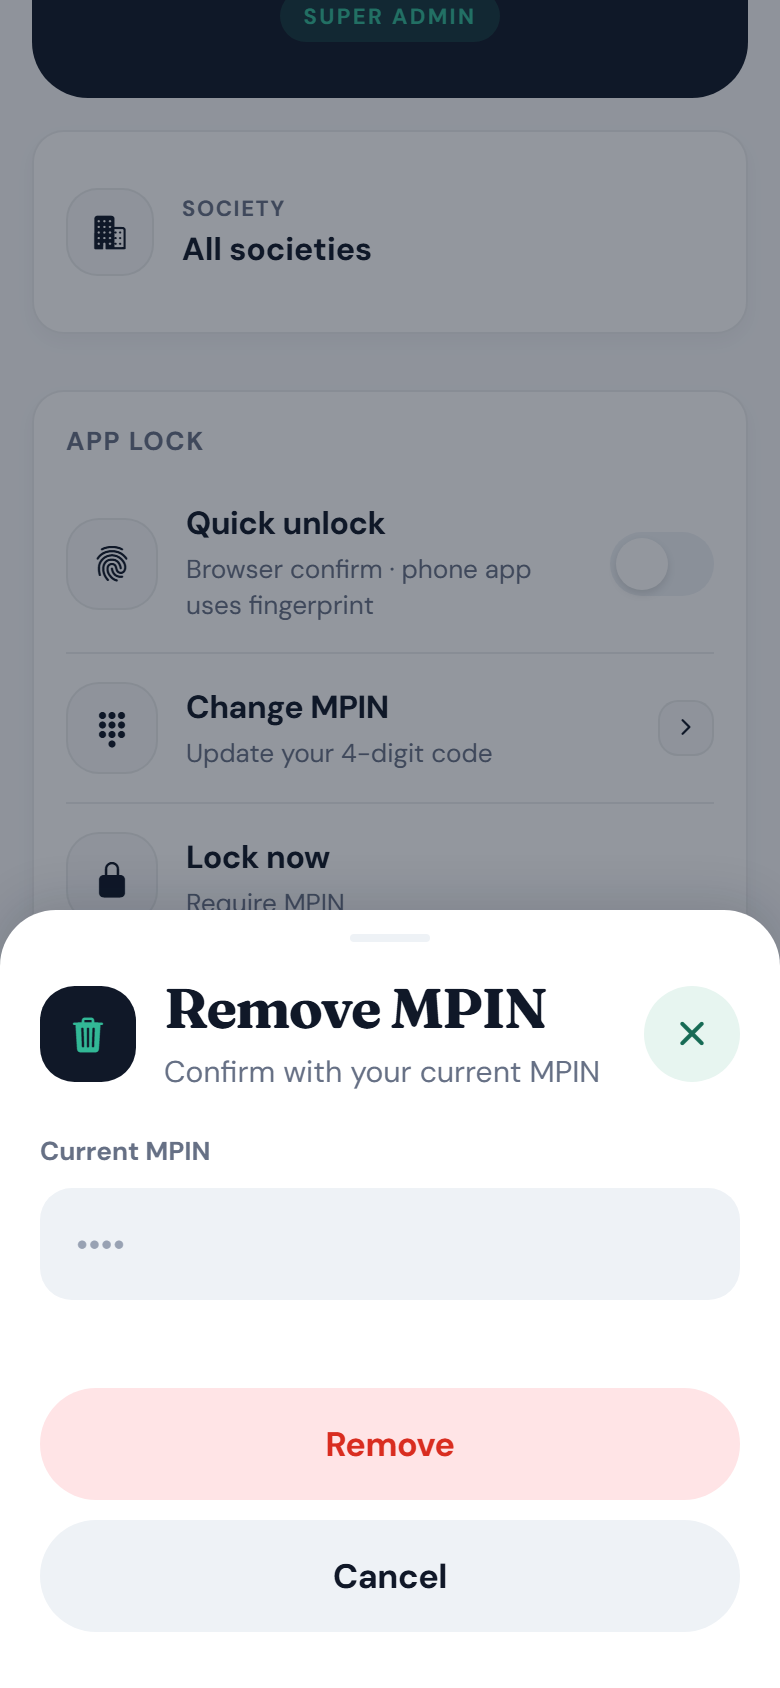 SUPER ADMIN
SOCIETY
All societies
APP LOCK
Quick unlock
Browser confirm · phone app
uses fingerprint
Change MPIN
Update your 4-digit code
Lock now
Require MPIN
Remove MPIN
Confirm with your current MPIN
Current MPIN
••••
Remove
Cancel